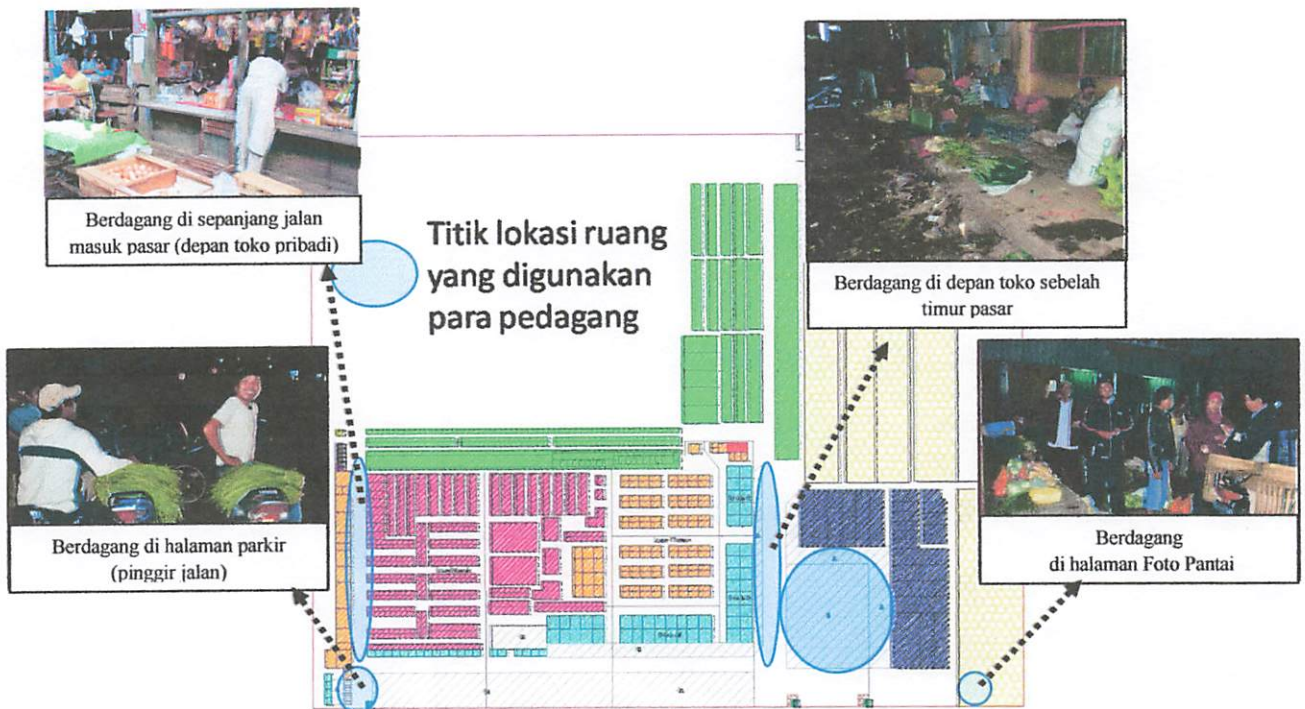 Berdagang di sepanjang jalan
masuk pasar (depan toko pribadi)
Titik lokasi ruang
yang digunakan
para pedagang
Berdagang di depan toko sebelah
timur pasar
Berdagang di halaman parkir
(pinggir jalan)
Berdagang
di halaman Foto Pantai